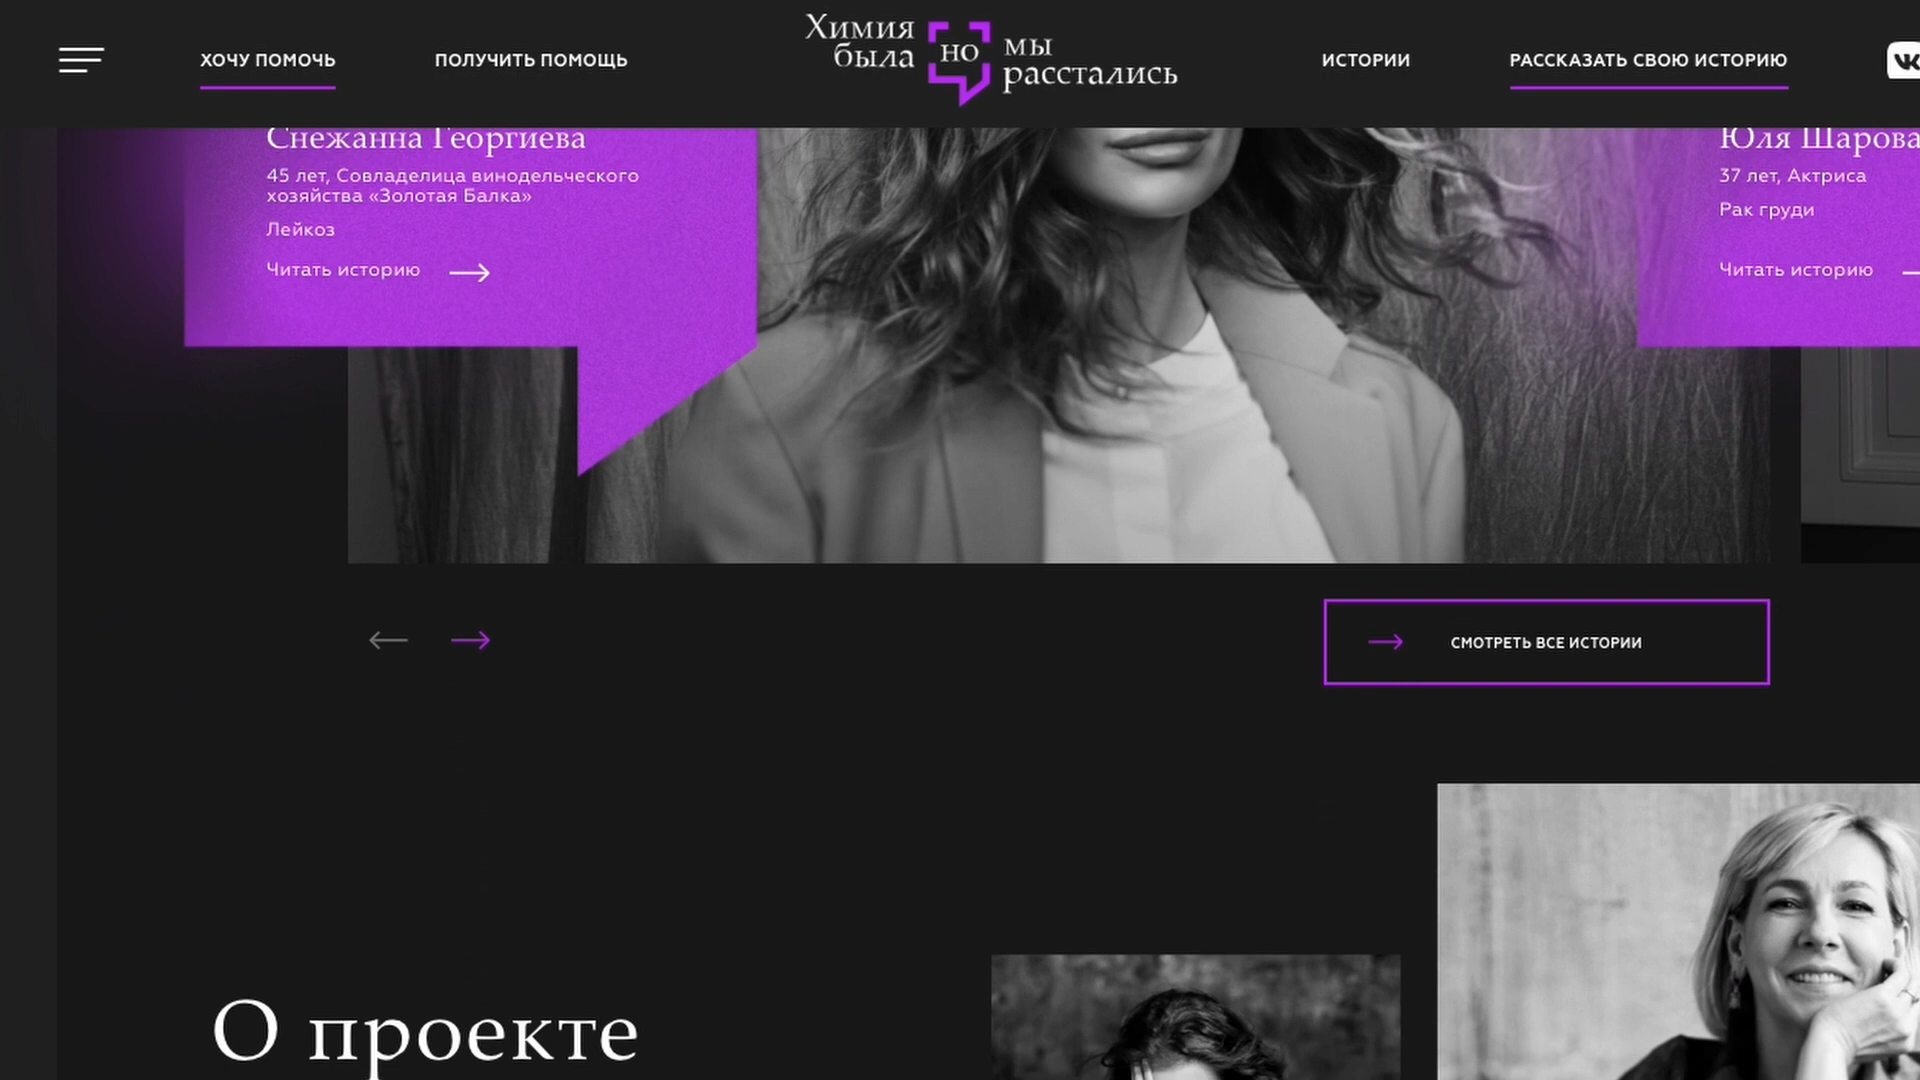 ХОЧУ ПОМОЧЬ
ПОЛУЧИТЬ ПОМОЩЬ
Химия
была
но
мы
расстались
ИСТОРИИ
РАССКАЗАТЬ СВОЮ ИСТОРИЮ
Снежанна Георгиева
45 лет, Совладелица винодельческого
хозяйства «Золотая Балка»
Лейкоз
Читать историю
Юля Шарова
37 лет, Актриса
Рак груди
Читать историю
СМОТРЕТЬ ВСЕ ИСТОРИИ
О проекте